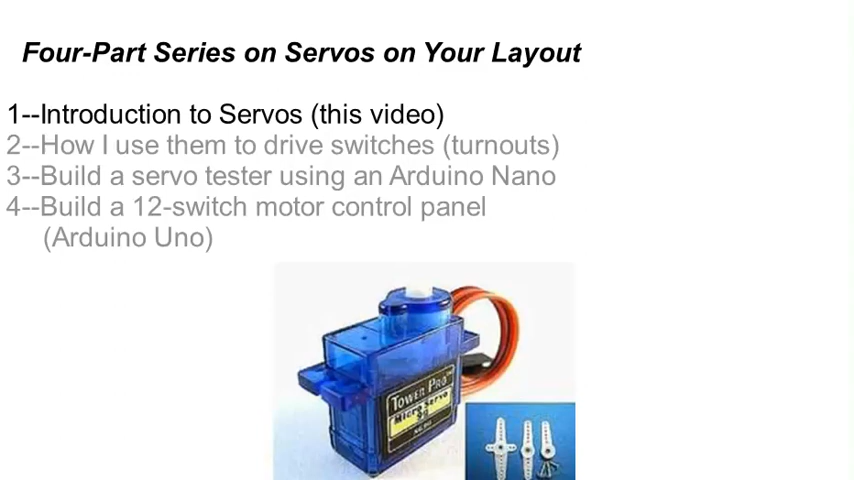 Four-Part Series on Servos on Your Layout
1--Introduction to Servos (this video)
2--How I use them to drive switches (turnouts)
3--Build a servo tester using an Arduino Nano
4--Build a 12-switch motor control panel
(Arduino Uno)
TOWER PRO
Micro Servo